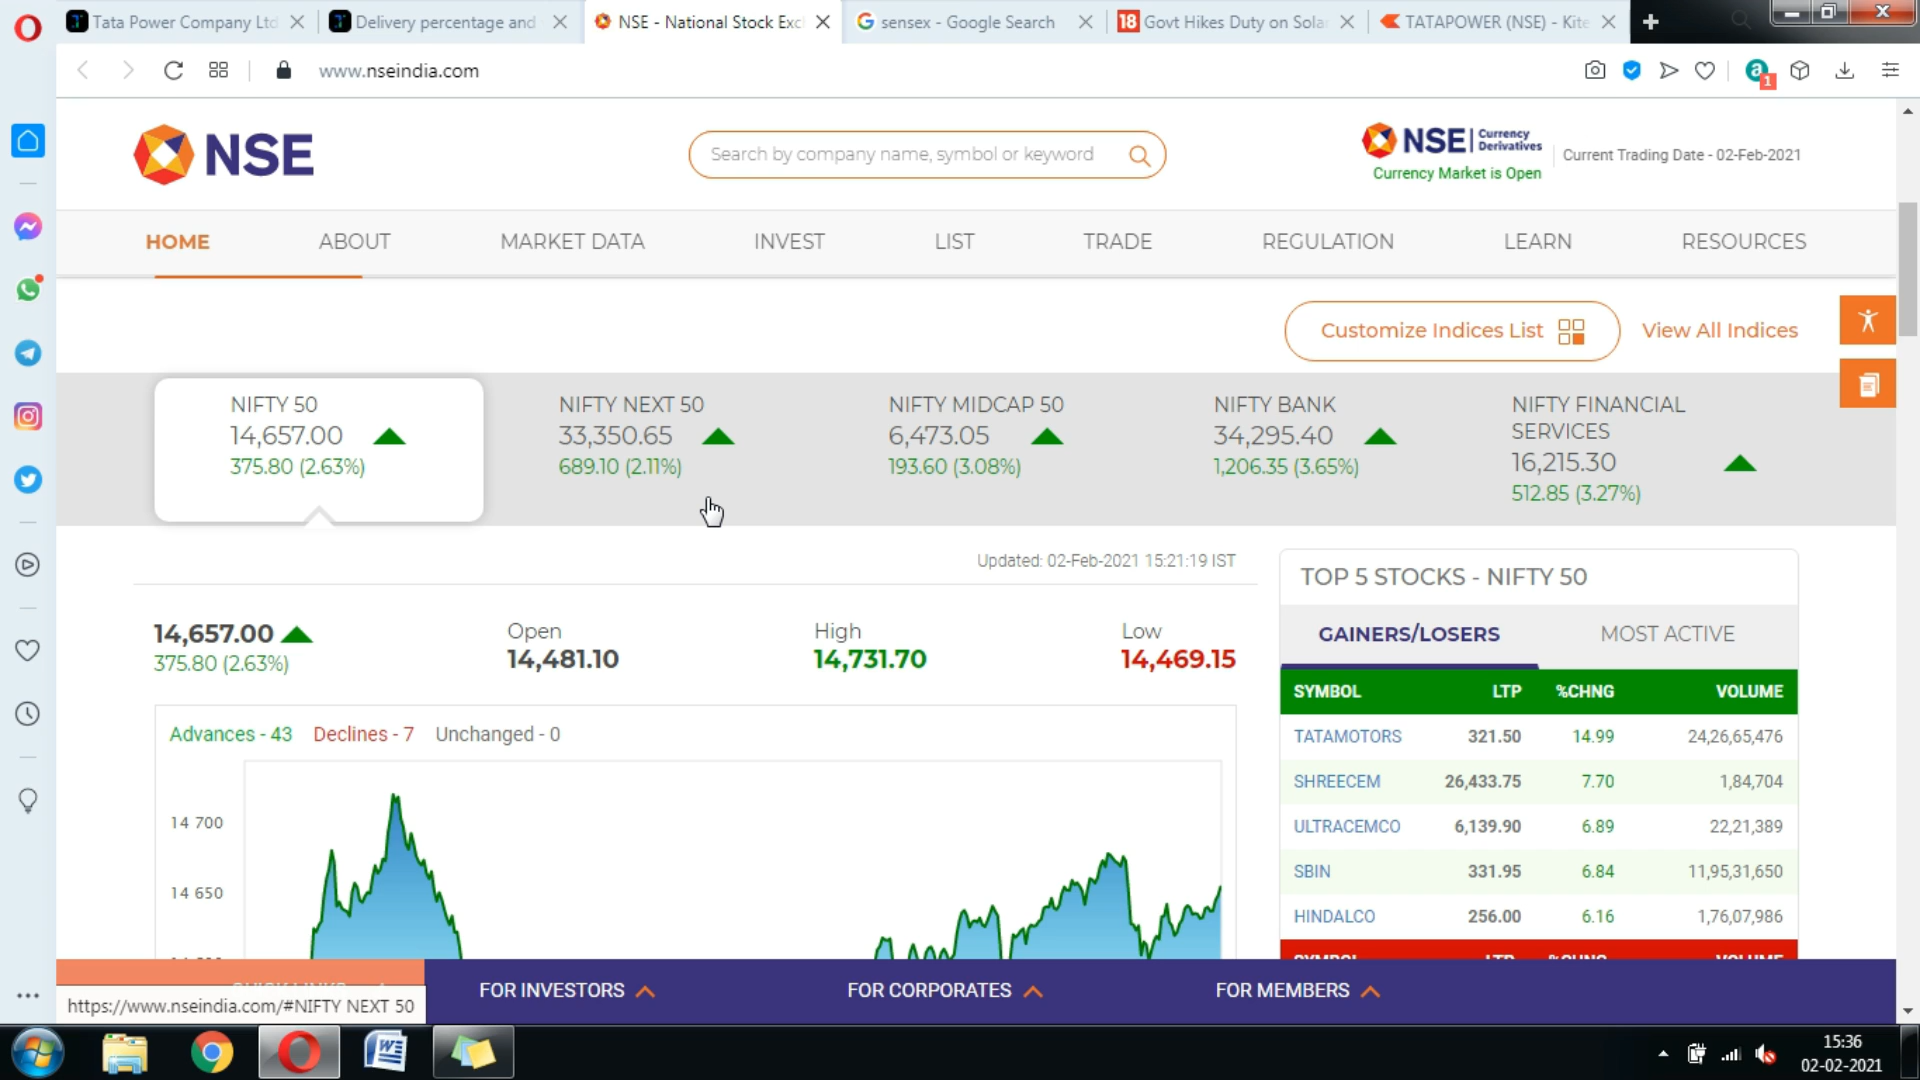 Tata Power Company Ltd
Delivery percentage and
NSE - National Stock Exc
sensex - Google Search
18
Govt Hikes Duty on Sola
TATAPOWER (NSE) - Kite
www.nseindia.com
a
1
NSE
Search by company name, symbol or keyword
NSE
Currency
Derivatives
Currency Market is Open
Current Trading Date - 02-Feb-2021
HOME
ABOUT
MARKET DATA
INVEST
LIST
TRADE
REGULATION
LEARN
RESOURCES
Customize Indices List
View All Indices
NIFTY 50
14,657.00
375.80 (2.63%)
NIFTY NEXT 50
33,350.65
689.10 (2.11%)
NIFTY MIDCAP 50
6,473.05
193.60 (3.08%)
NIFTY BANK
34,295.40
1,206.35 (3.65%)
NIFTY FINANCIAL
SERVICES
16,215.30
512.85 (3.27%)
Updated: 02-Feb-2021 15:21:19 IST
14,657.00
375.80 (2.63%)
Open
14,481.10
High
14,731.70
Low
14,469.15
Advances - 43 Declines - 7 Unchanged - 0
14 700
14 650
TOP 5 STOCKS - NIFTY 50
GAINERS/LOSERS
MOST ACTIVE
SYMBOL LTP %CHNG VOLUME
TATAMOTORS 321.50 14.99 24,26,65,476
SHREECEM 26,433.75 7.70 1,84,704
ULTRACEMCO 6,139.90 6.89 22,21,389
SBIN 331.95 6.84 11,95,31,650
HINDALCO 256.00 6.16 1,76,07,986
SYMBOL LTP %CHNG VOLUME
FOR INVESTORS
FOR CORPORATES
FOR MEMBERS
https://www.nseindia.com/#NIFTY NEXT 50
15:36
02-02-2021